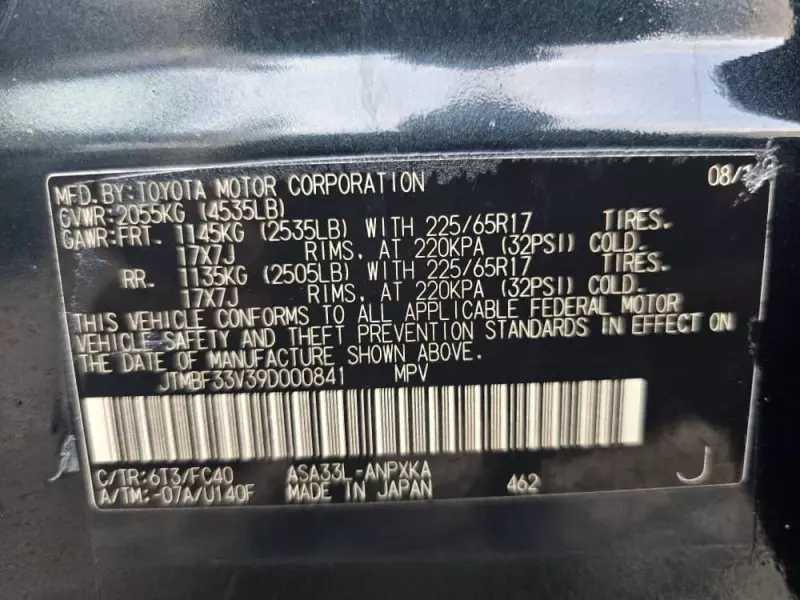 MFD. BY: TOYOTA MOTOR CORPORATION 08/
GVWR: 2055KG (4535LB)
GAWR: FRT. 1145KG (2535LB) WITH 225/65R17 TIRES.
17X7J RIMS, AT 220KPA (32PSI) COLD.
RR. 1135KG (2505LB) WITH 225/65R17 TIRES.
17X7J RIMS, AT 220KPA (32PSI) COLD.
THIS VEHICLE CONFORMS TO ALL APPLICABLE FEDERAL MOTOR
VEHICLE SAFETY AND THEFT PREVENTION STANDARDS IN EFFECT ON
THE DATE OF MANUFACTURE SHOWN ABOVE.
JTMBF33V39D000841 MPV
C/TR: 6T3/FC40 ASA33L-ANPXKA
A/TM: -07A/U140F MADE IN JAPAN 462 J